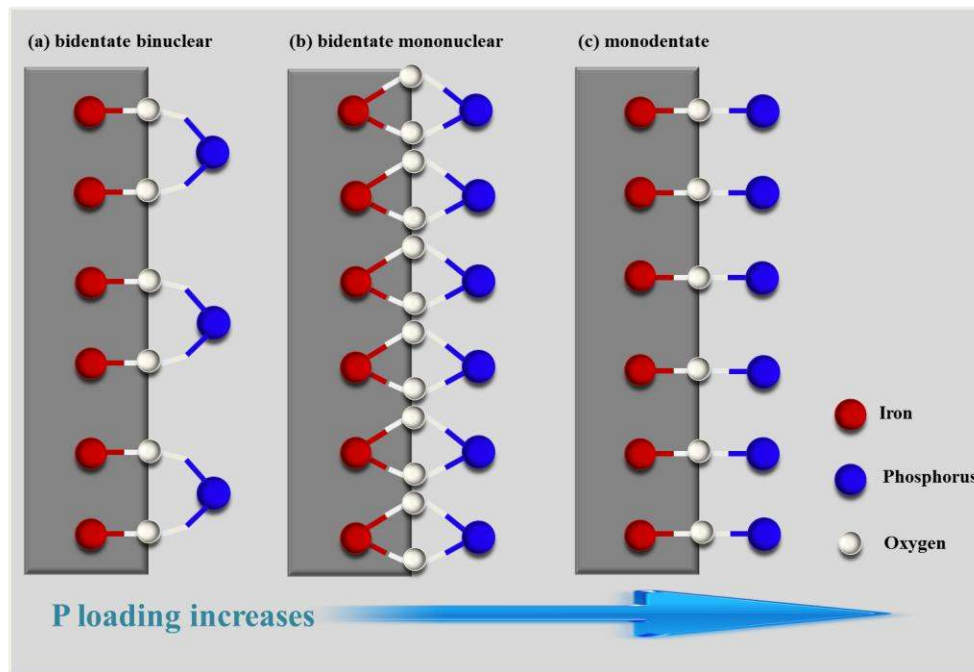 (a) bidentate binuclear
(b) bidentate mononuclear
(c) monodentate
Iron
Phosphorus
Oxygen
P loading increases